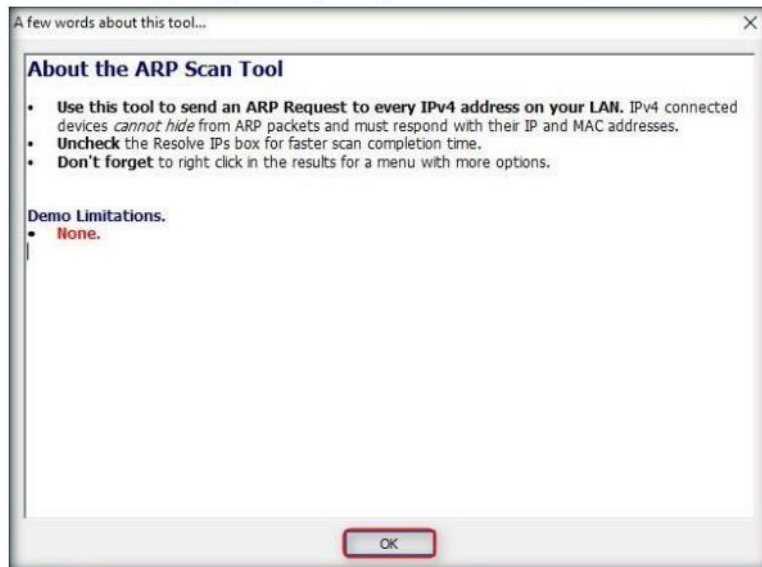 A few words about this tool...
About the ARP Scan Tool
• Use this tool to send an ARP Request to every IPv4 address on your LAN. IPv4 connected
devices cannot hide from ARP packets and must respond with their IP and MAC addresses.
• Uncheck the Resolve IPs box for faster scan completion time.
• Don't forget to right click in the results for a menu with more options.
Demo Limitations.
• None.
OK